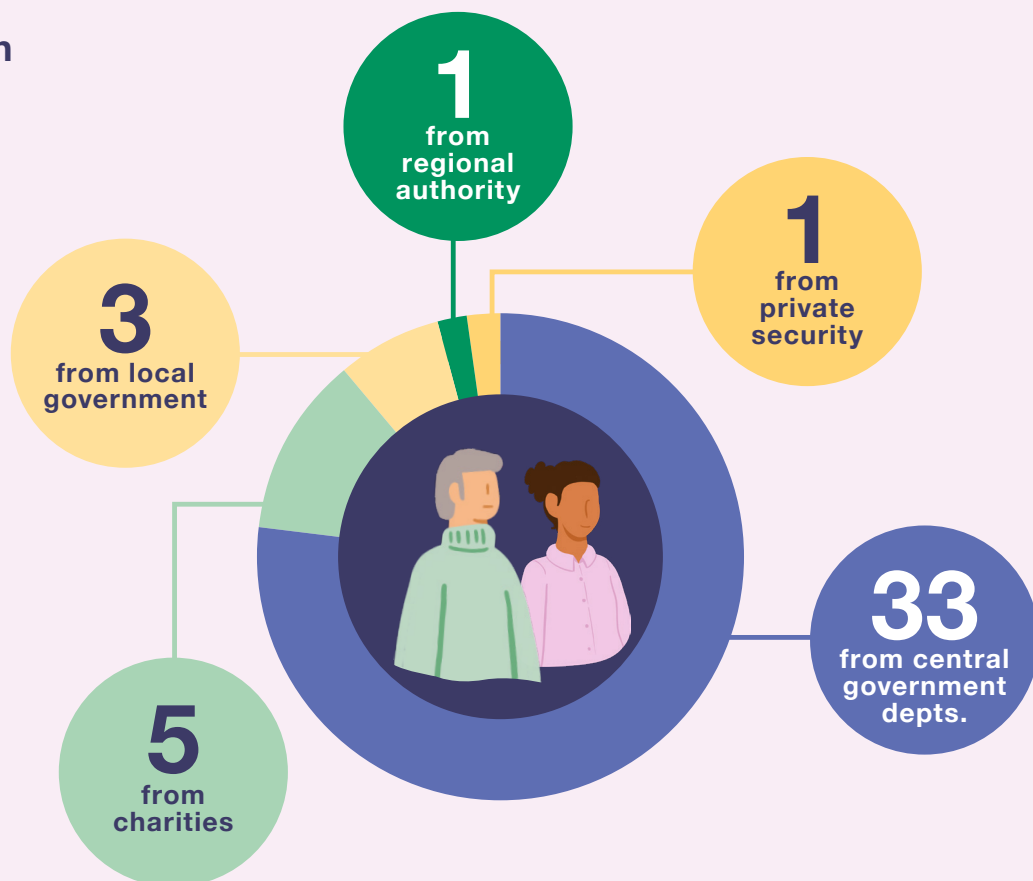 1
from
regional
authority
1
from
private
security
3
from local
government
33
from central
government
depts.
5
from
charities